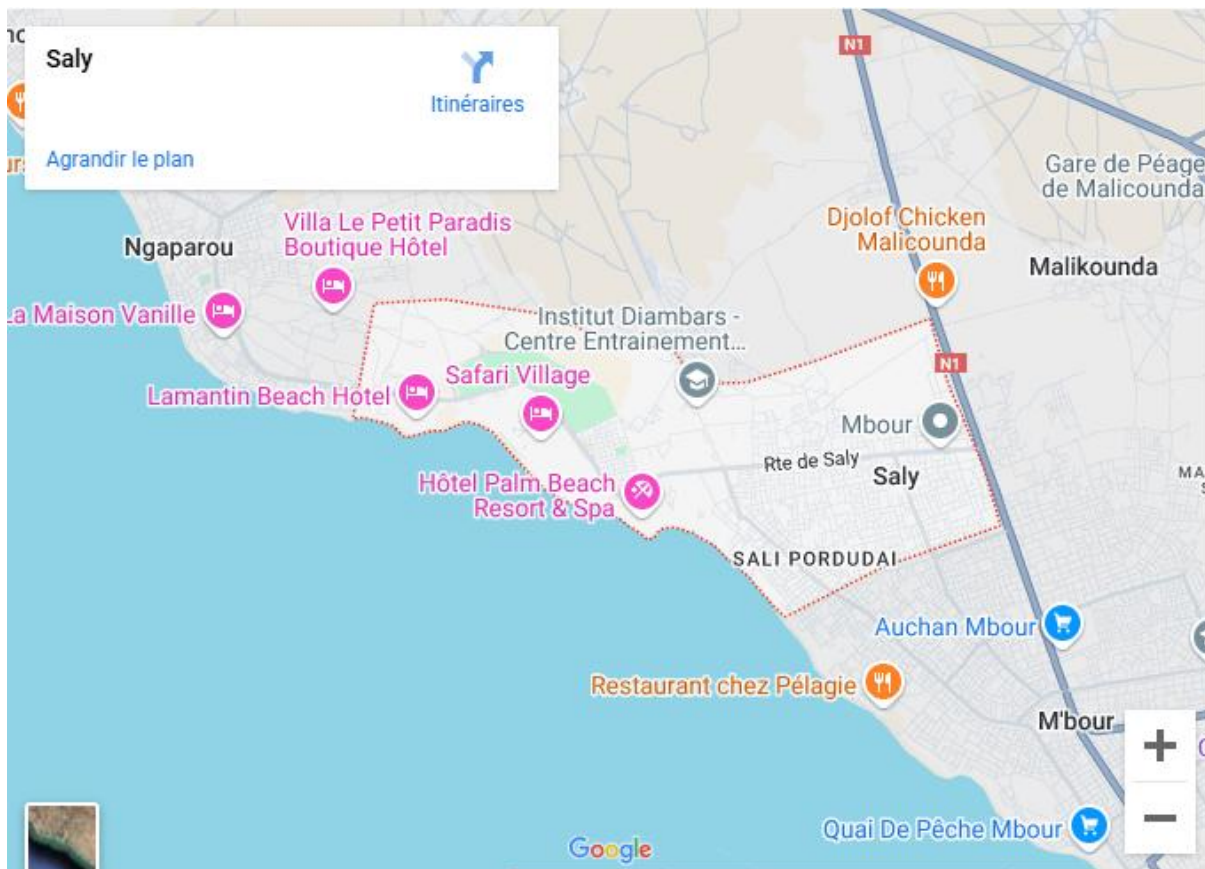 Saly
Itinéraires
Agrandir le plan
N1
Gare de Péage
de Malicounda
Villa Le Petit Paradis
Boutique Hôtel
Ngaparou
Djolof Chicken
Malicounda
Malikounda
La Maison Vanille
Institut Diambars -
Centre Entrainement...
N1
Safari Village
Lamantin Beach Hotel
Mbour
Rte de Saly
Saly
Hôtel Palm Beach
Resort & Spa
SALI PORDUDAI
Auchan Mbour
Restaurant chez Pélagie
M'bour
+
−
Quai De Pêche Mbour
Google